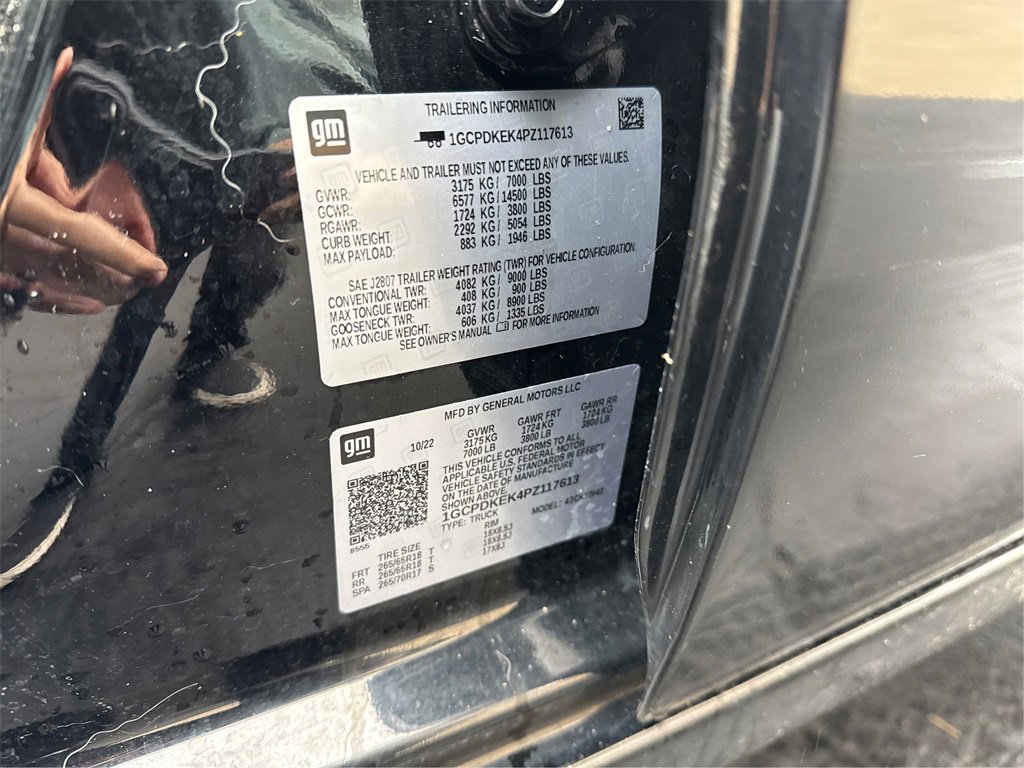 gm
TRAILERING INFORMATION
1GCPDKEK4PZ117613
VEHICLE AND TRAILER MUST NOT EXCEED ANY OF THESE VALUES.
GVWR: 3175 KG / 7000 LBS
GCWR: 6577 KG / 14500 LBS
RGAWR: 1724 KG / 3800 LBS
CURB WEIGHT: 2292 KG / 5054 LBS
MAX PAYLOAD: 883 KG / 1946 LBS
SAE J2807 TRAILER WEIGHT RATING (TWR) FOR VEHICLE CONFIGURATION.
CONVENTIONAL TWR: 4082 KG / 9000 LBS
MAX TONGUE WEIGHT: 408 KG / 900 LBS
GOOSENECK TWR: 4037 KG / 8900 LBS
MAX TONGUE WEIGHT: 606 KG / 1335 LBS
SEE OWNER'S MANUAL FOR MORE INFORMATION
gm
MFD BY GENERAL MOTORS LLC
10/22
GVWR GAWR FRT GAWR RR
3175 KG 1724 KG 1724 KG
7000 LB 3800 LB 3800 LB
THIS VEHICLE CONFORMS TO ALL
APPLICABLE U.S. FEDERAL MOTOR
VEHICLE SAFETY STANDARDS IN EFFECT
ON THE DATE OF MANUFACTURE
SHOWN ABOVE.
1GCPDKEK4PZ117613
TYPE: TRUCK MODEL:
8555
TIRE SIZE RIM
FRT 265/65R18 T 18X8.5J
RR 265/65R18 T 18X8.5J
SPA 265/70R17 S 17X8J